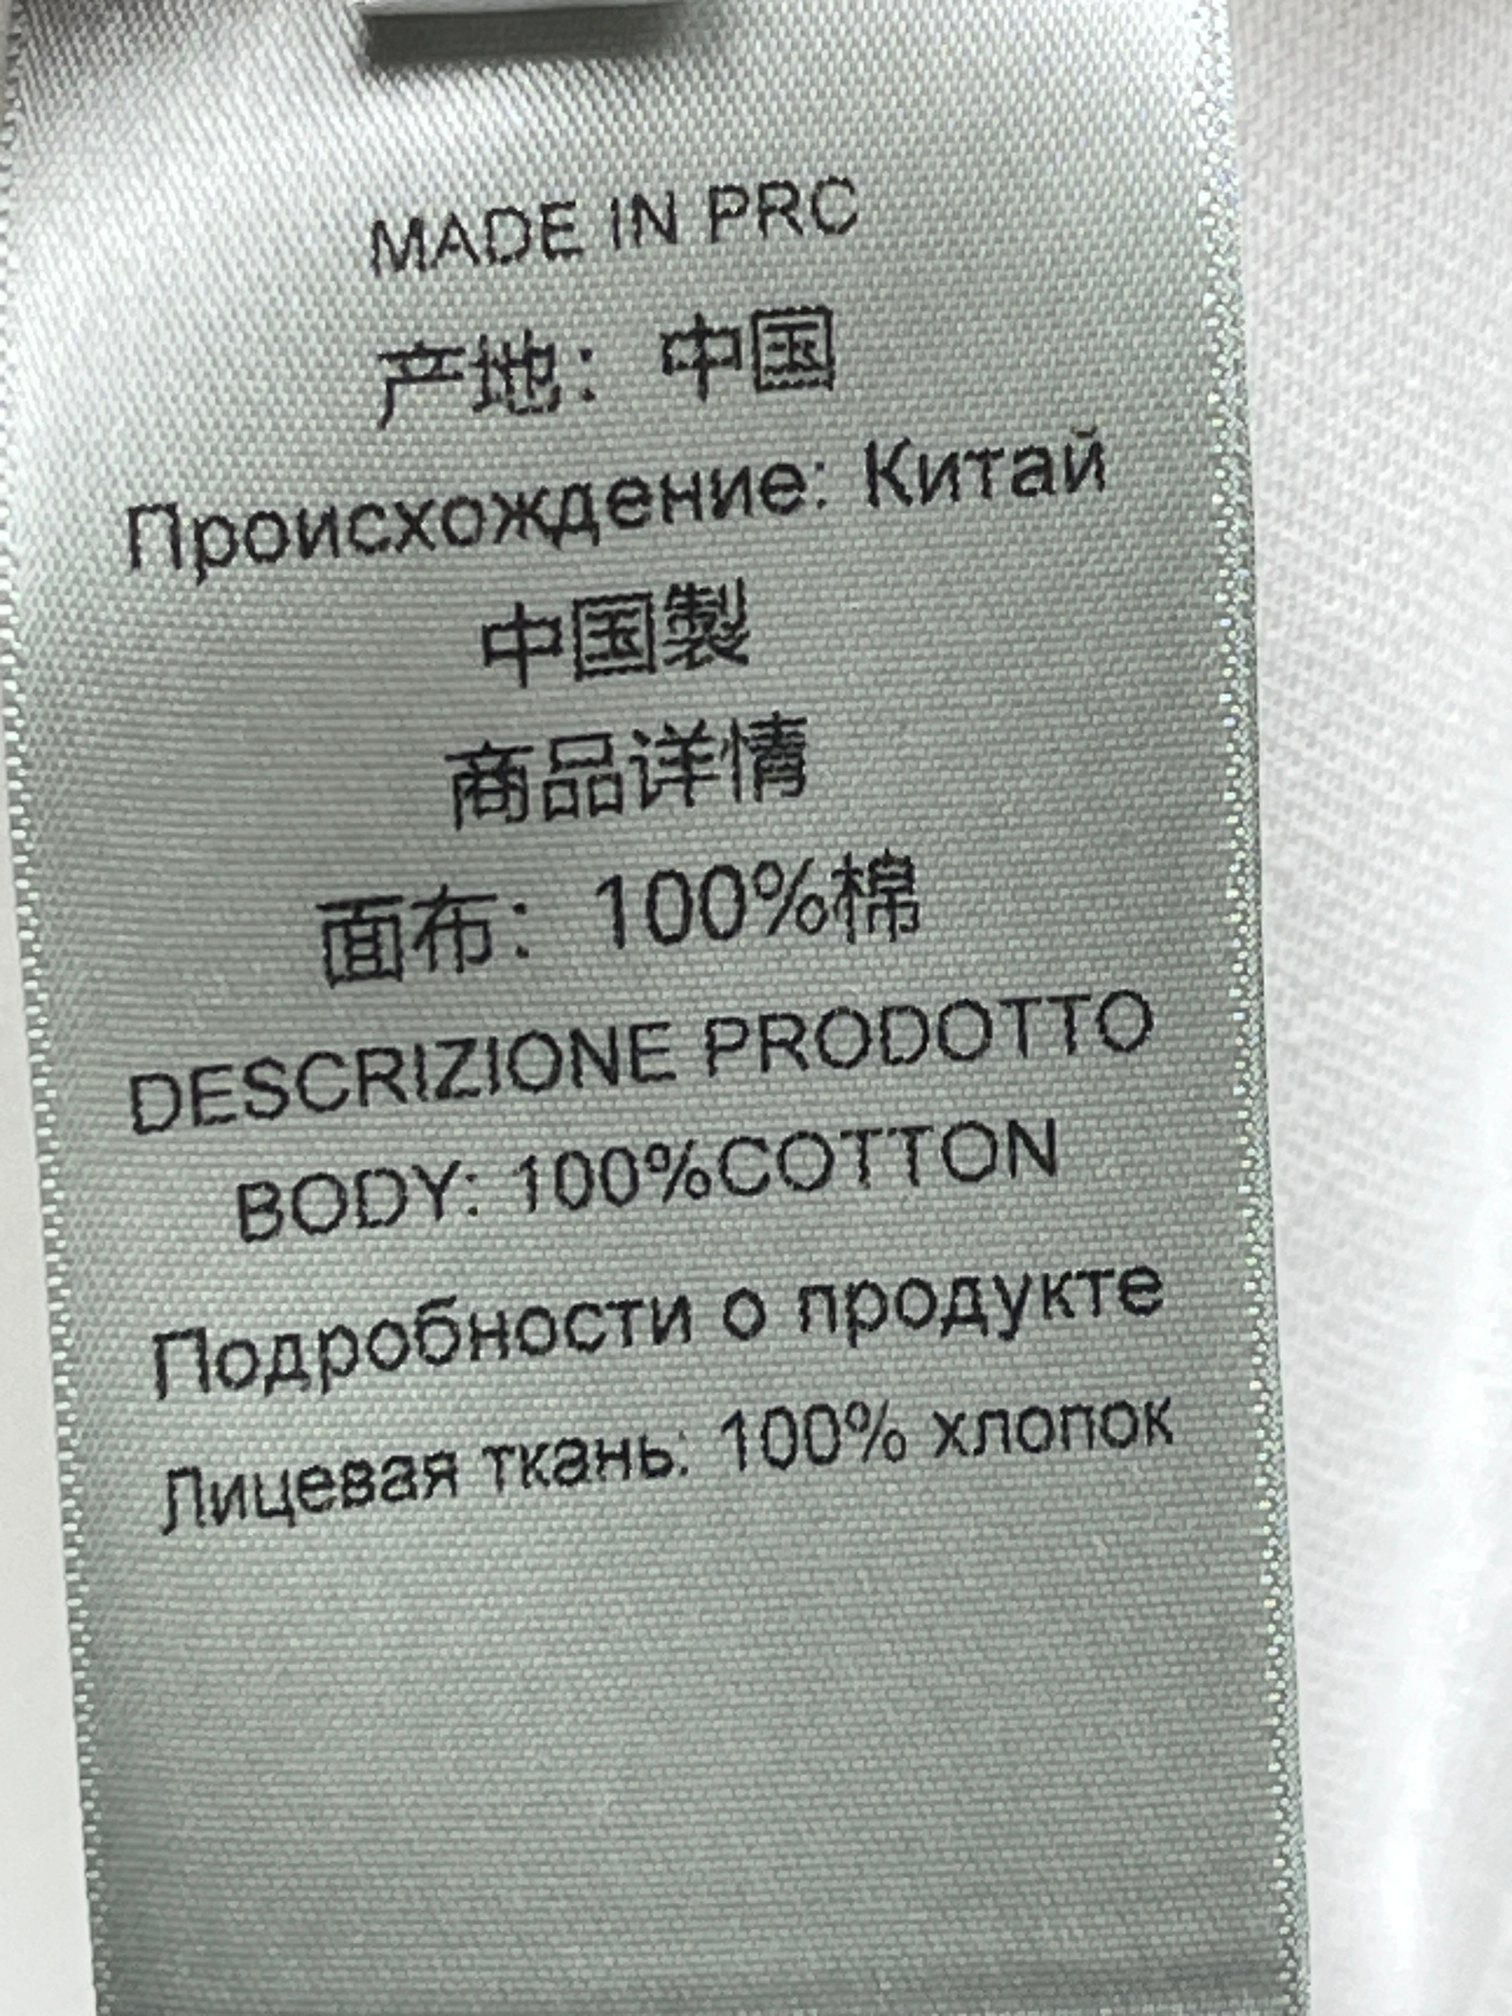 MADE IN PRC
产地：中国
Происхождение: Китай
中国製
商品详情
面布：100%棉
DESCRIZIONE PRODOTTO
BODY: 100%COTTON
Подробности о продукте
Лицевая ткань: 100% хлопок